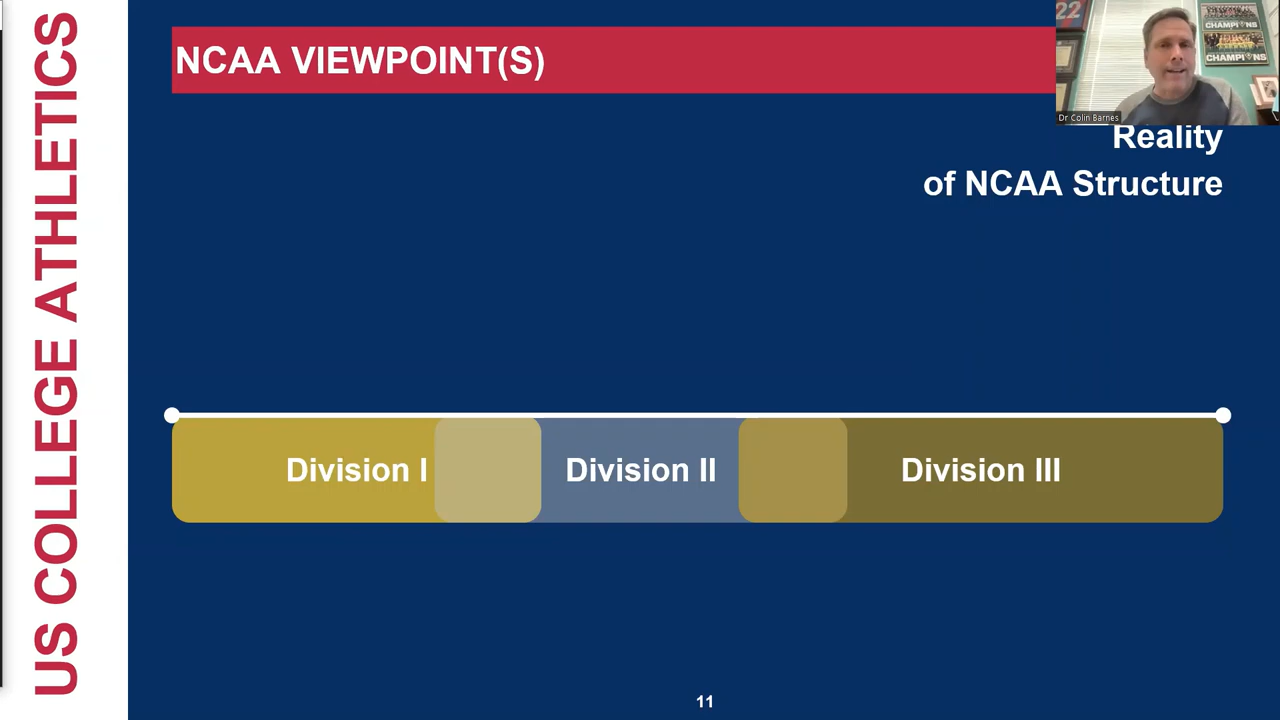 US COLLEGE ATHLETICS
NCAA VIEWPOINT(S)
22
CHAMPIONS
CHAMPIONS
Dr Colin Barnes
Reality
of NCAA Structure
Division I
Division II
Division III
11